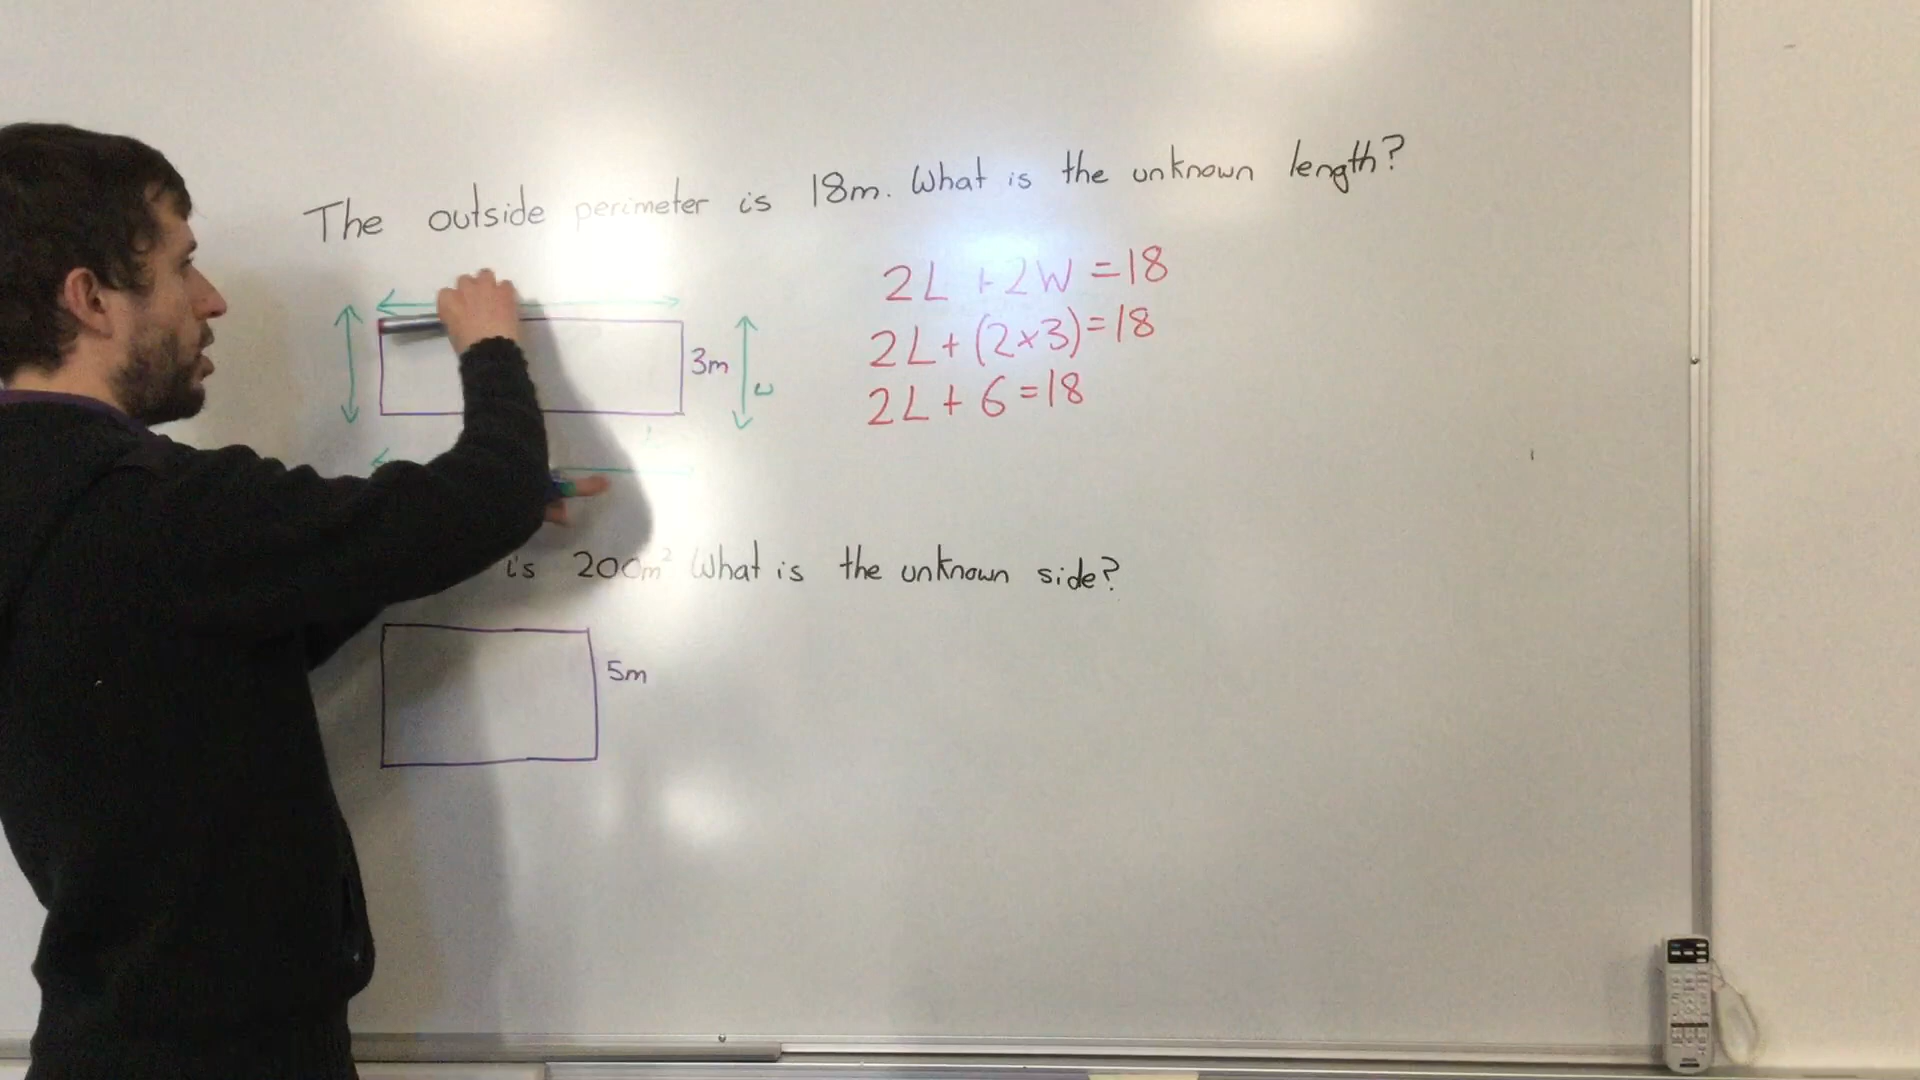 The outside perimeter is 18m. What is the unknown length?
2L + 2W = 18
2L + (2×3) = 18
3m
2L + 6 = 18
is 200m² What is the unknown side?
5m